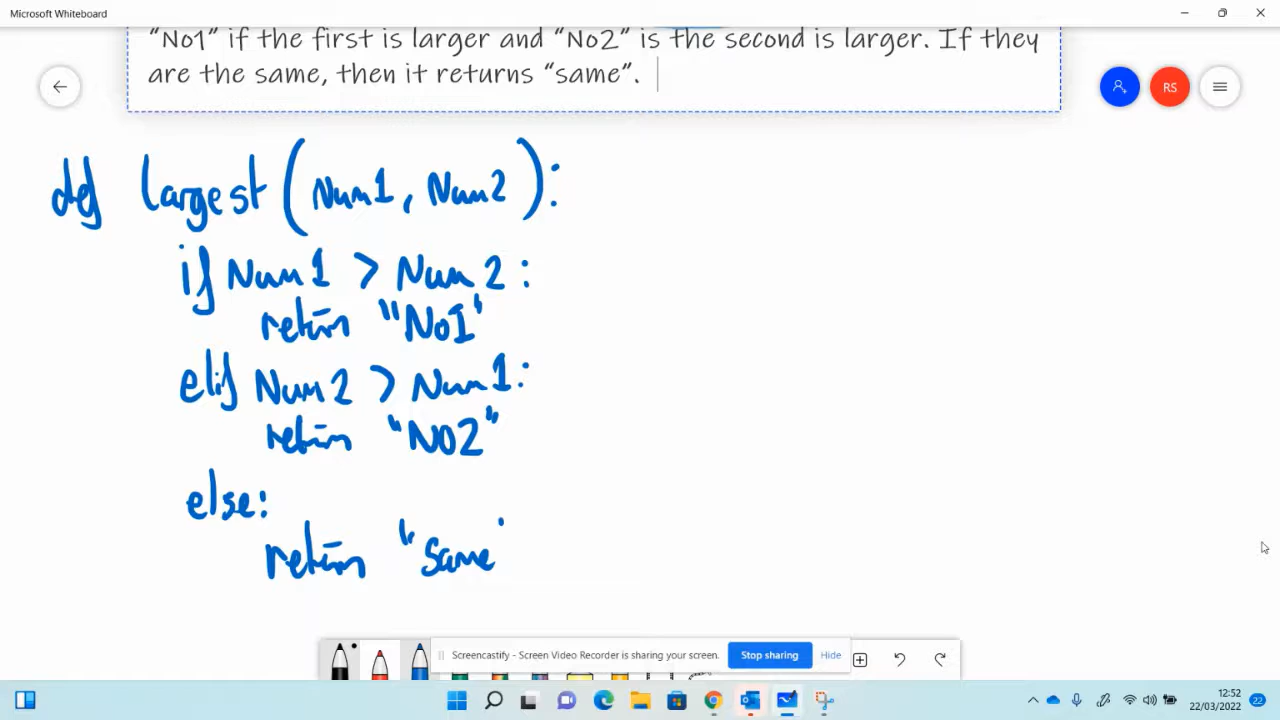 Microsoft Whiteboard
"No1" if the first is larger and "No2" is the second is larger. If they
are the same, then it returns "same".
RS
def largest(Num1, Num2):
if Num1 > Num2:
return "No1"
elif Num2 > Num1:
return "NO2"
else:
return "same"
Screencastify - Screen Video Recorder is sharing your screen.
Stop sharing
Hide
12:52
22/03/2022
22